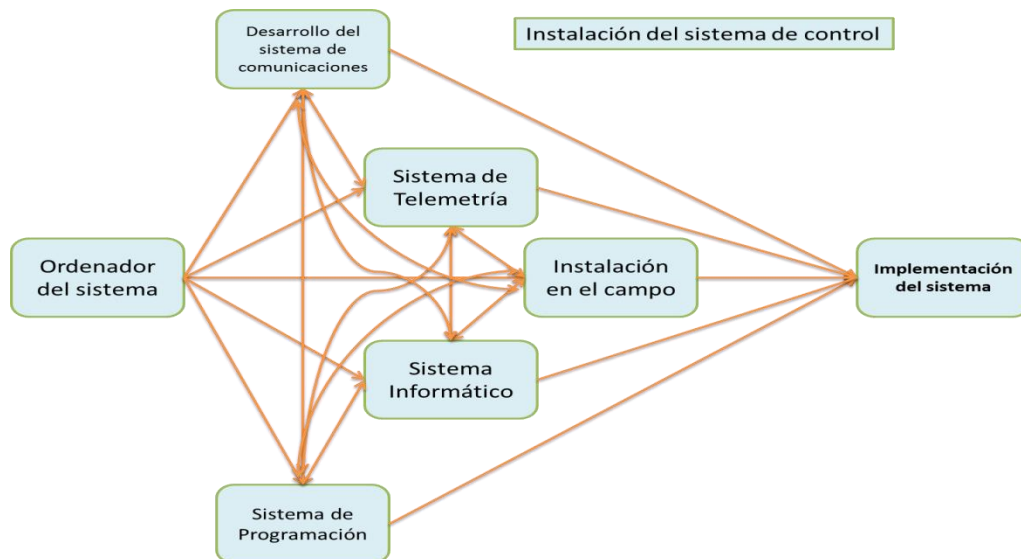 Desarrollo del
sistema de
comunicaciones
Instalación del sistema de control
Sistema de
Telemetría
Ordenador
del sistema
Instalación
en el campo
Implementación
del sistema
Sistema
Informático
Sistema de
Programación